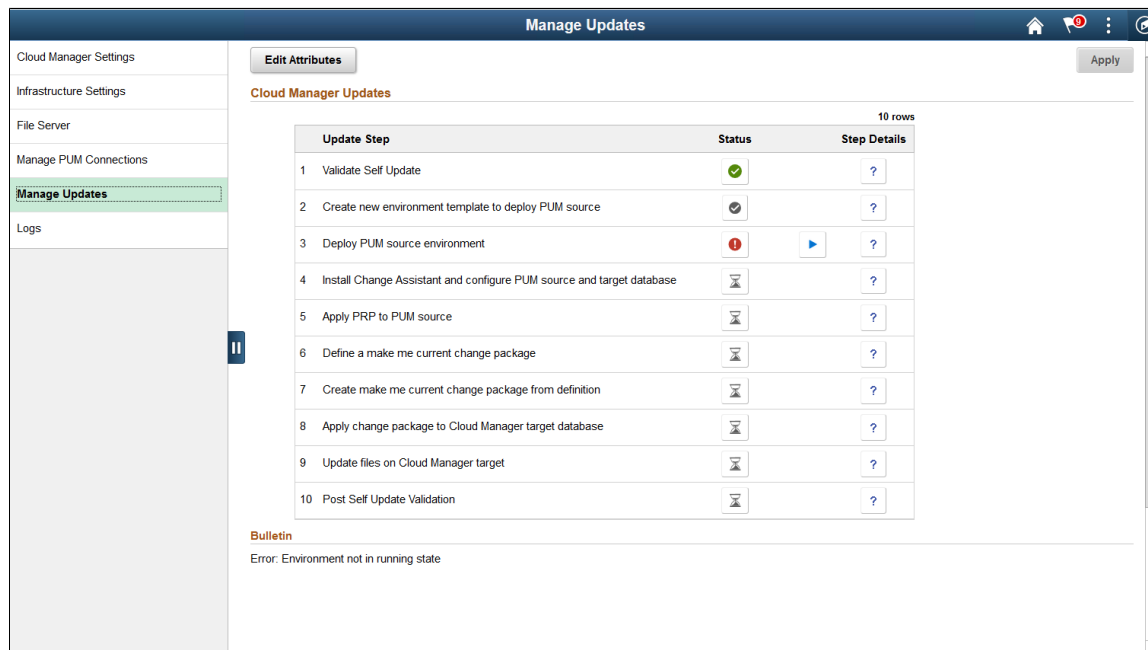 Manage Updates
9
Cloud Manager Settings
Infrastructure Settings
File Server
Manage PUM Connections
Manage Updates
Logs
Edit Attributes
Apply
Cloud Manager Updates
10 rows
Update Step Status Step Details
1 Validate Self Update ?
2 Create new environment template to deploy PUM source ?
3 Deploy PUM source environment ?
4 Install Change Assistant and configure PUM source and target database ?
5 Apply PRP to PUM source ?
6 Define a make me current change package ?
7 Create make me current change package from definition ?
8 Apply change package to Cloud Manager target database ?
9 Update files on Cloud Manager target ?
10 Post Self Update Validation ?
Bulletin
Error: Environment not in running state